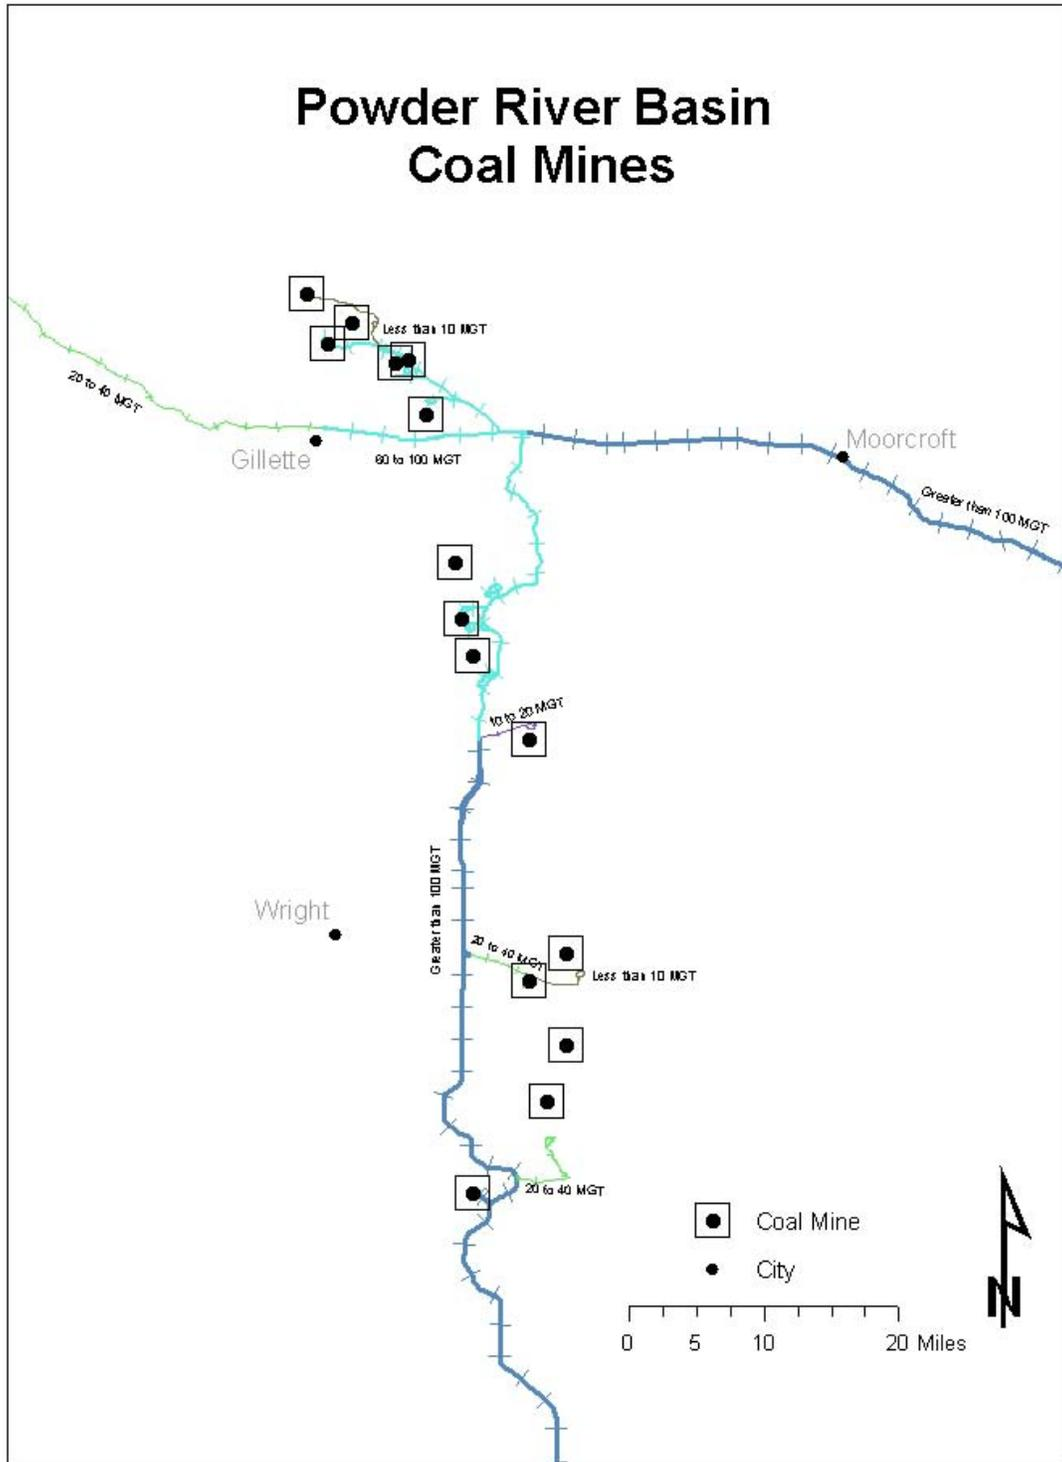 Powder River Basin
Coal Mines
Less than 10 MGT
20 to 40 MGT
Moorcroft
Gillette
60 to 100 MGT
Greater than 100 MGT
10 to 20 MGT
Greater than 100 MGT
Wright
20 to 40 MGT
Less than 10 MGT
20 to 40 MGT
Coal Mine
City
N
0 5 10 20 Miles